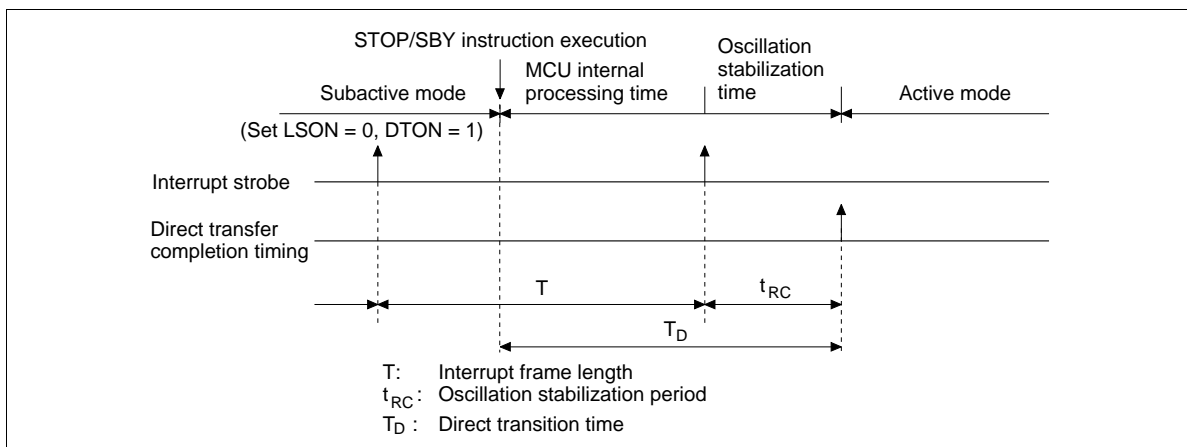 STOP/SBY instruction execution
MCU internal
processing time
Oscillation
stabilization
time
Subactive mode
Active mode
(Set LSON = 0, DTON = 1)
Interrupt strobe
Direct transfer
completion timing
T
tRC
TD
T: Interrupt frame length
tRC : Oscillation stabilization period
TD : Direct transition time